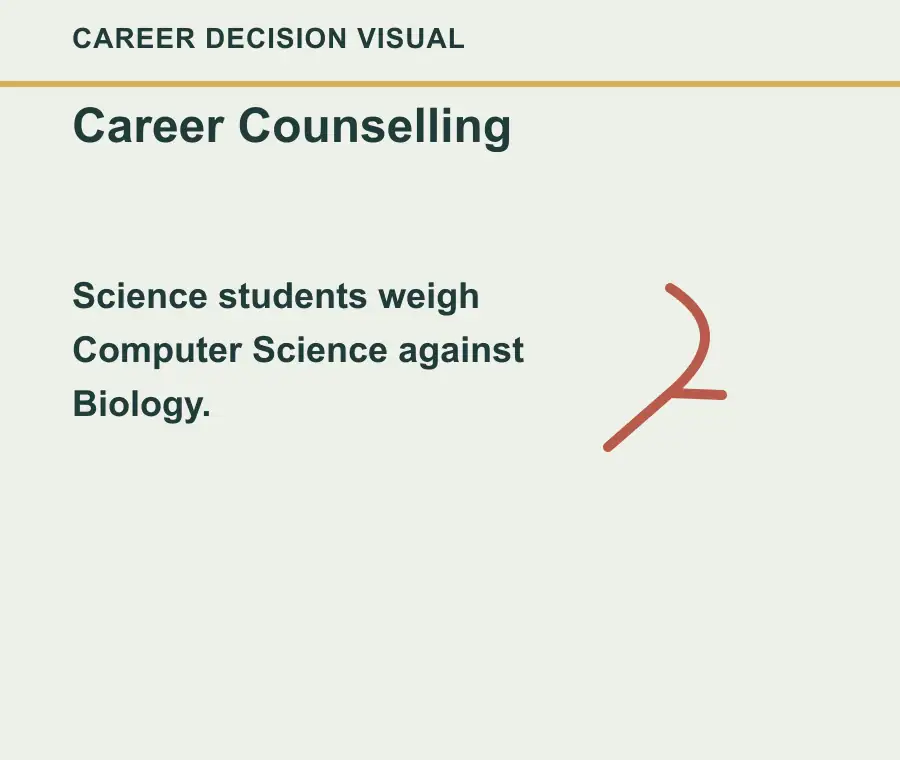 CAREER DECISION VISUAL
Career Counselling
Science students weigh
Computer Science against
Biology.